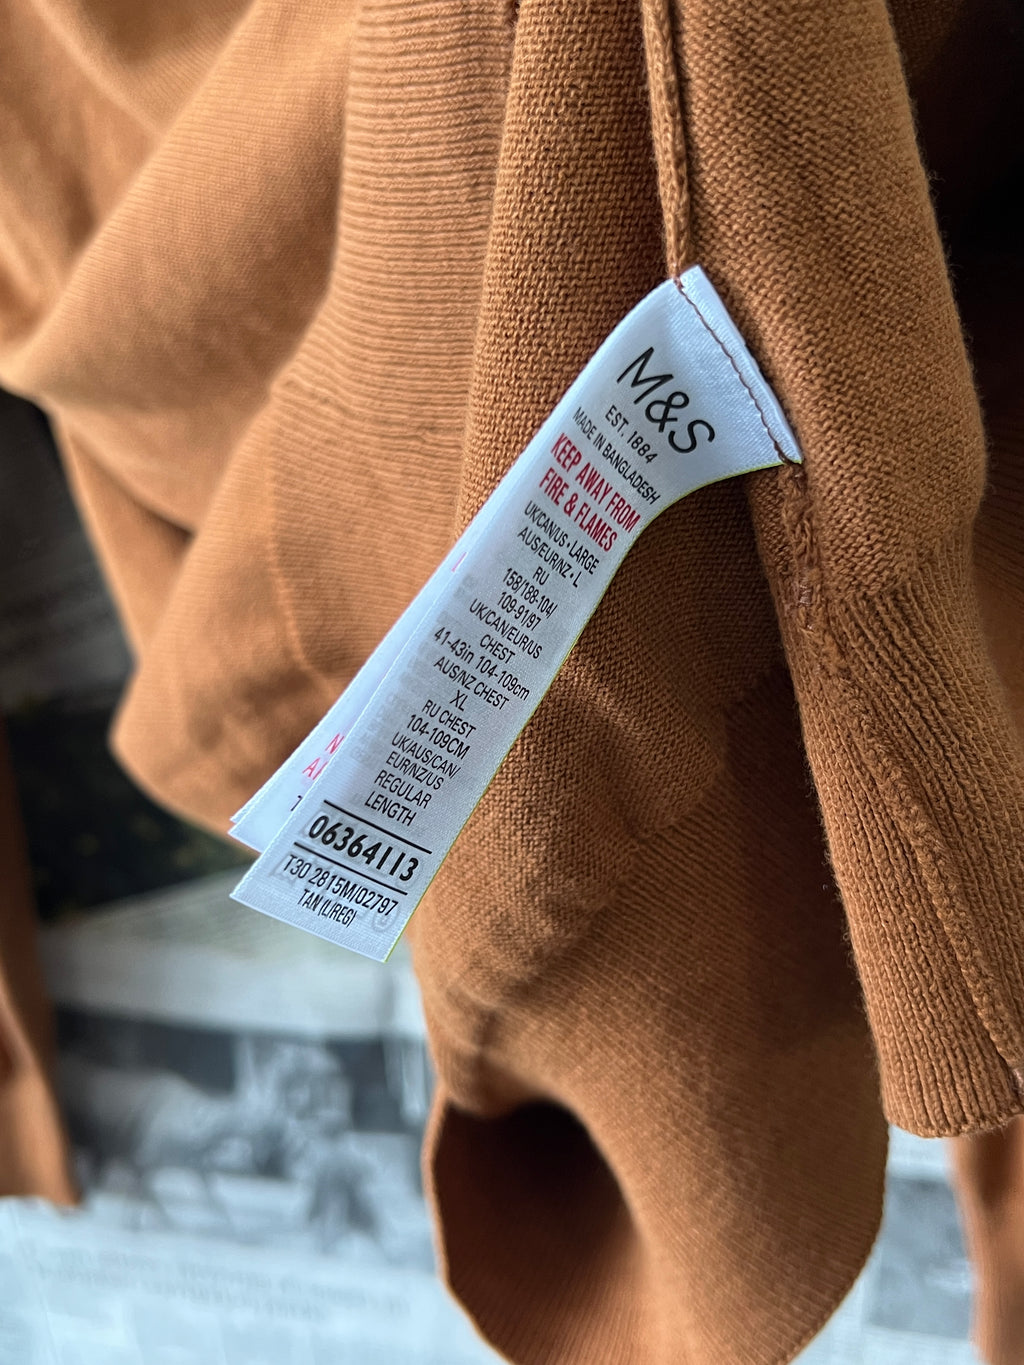 M&S
EST. 1884
MADE IN BANGLADESH
KEEP AWAY FROM
FIRE & FLAMES
UK/CAN/US • LARGE
AUS/EUR/NZ • L
RU
158/188-104/
109-91/97
UK/CAN/EUR/US
CHEST
41-43in 104-109cm
AUS/NZ CHEST
XL
RU CHEST
104-109CM
UK/AUS/CAN/
EUR/NZ/US
REGULAR
LENGTH
06364113
T30 2815M/02797
TAN (L/REG)